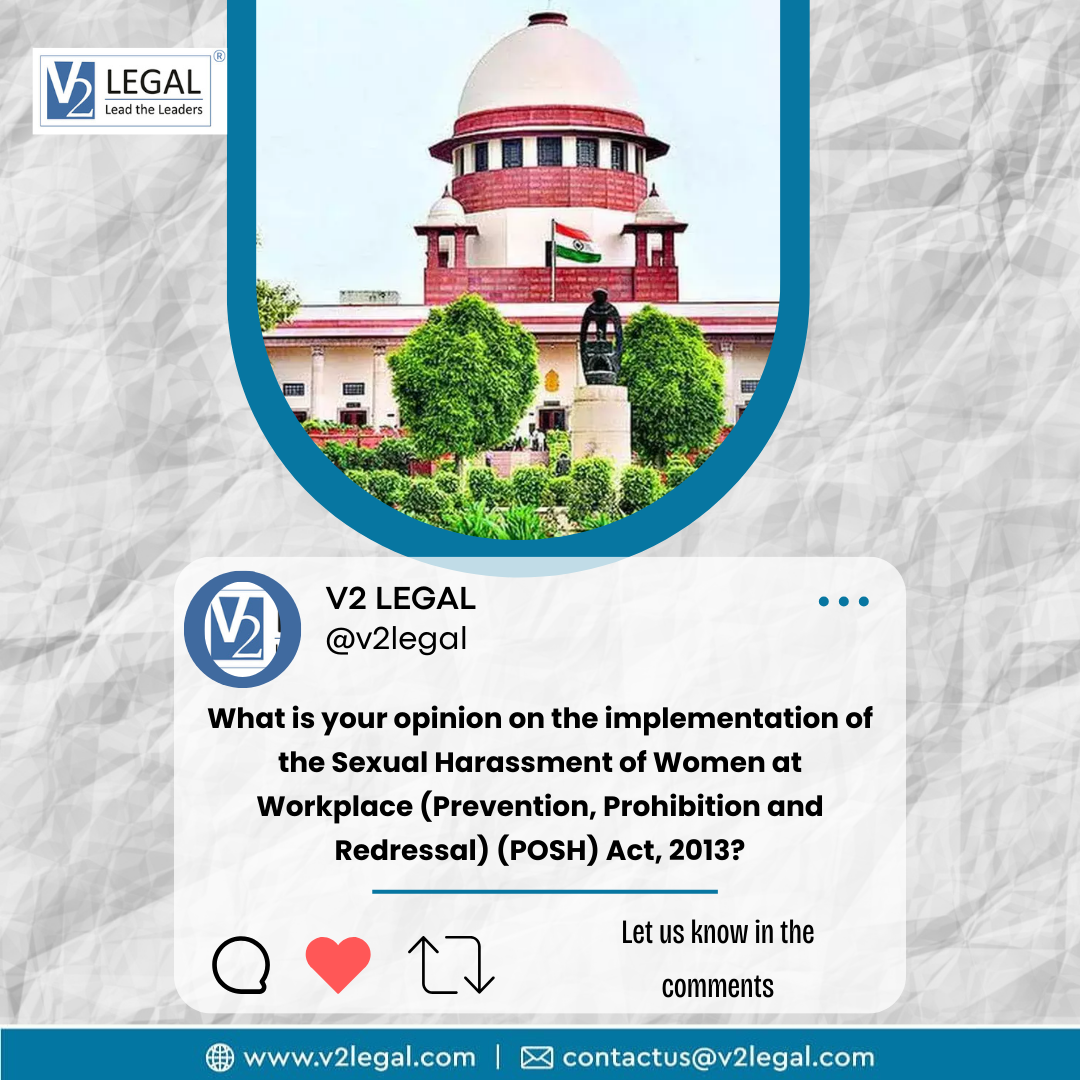 V2 LEGAL ®
Lead the Leaders
V2
V2 LEGAL
@v2legal
What is your opinion on the implementation of
the Sexual Harassment of Women at
Workplace (Prevention, Prohibition and
Redressal) (POSH) Act, 2013?
Let us know in the
comments
www.v2legal.com | contactus@v2legal.com